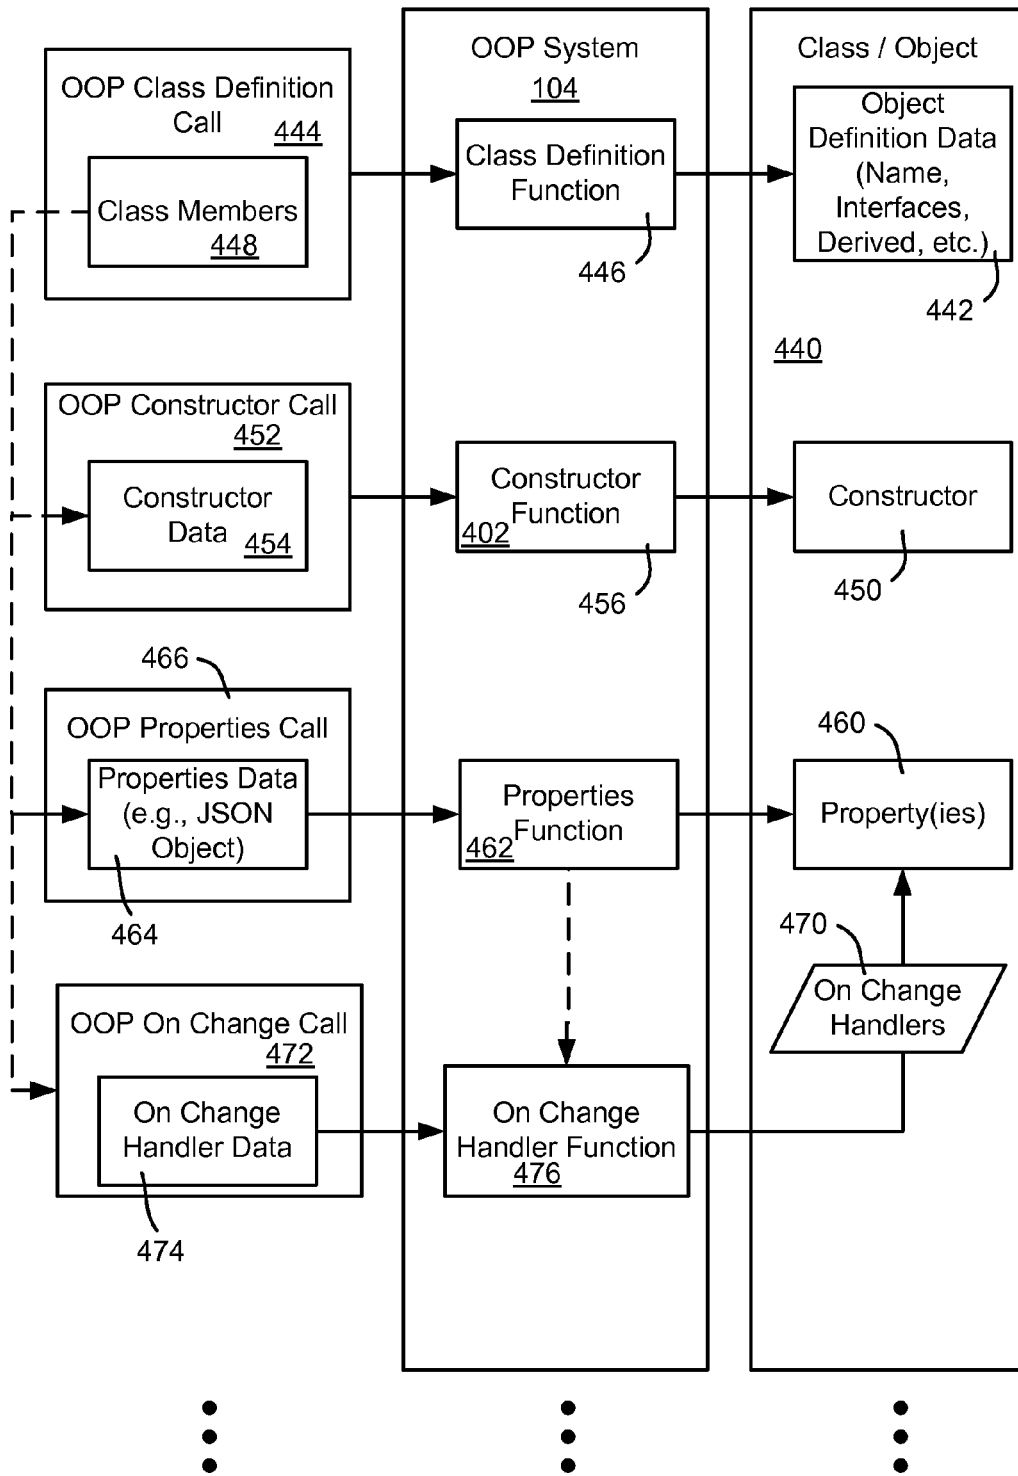 OOP Class Definition
Call
444
Class Members
448
OOP System
104
Class Definition
Function
446
Class / Object
Object
Definition Data
(Name,
Interfaces,
Derived, etc.)
442
440
OOP Constructor Call
452
Constructor
Data
454
Constructor
Function
402
456
Constructor
450
466
OOP Properties Call
Properties Data
(e.g., JSON
Object)
464
Properties
Function
462
460
Property(ies)
470
On Change
Handlers
OOP On Change Call
472
On Change
Handler Data
474
On Change
Handler Function
476